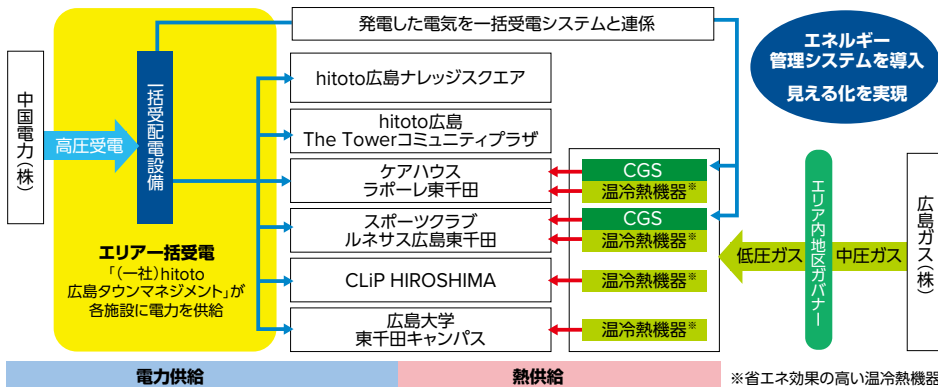 発電した電気を一括受電システムと連係
エネルギー
管理システムを導入
見える化を実現
中国電力(株)
高圧受電
一括受配電設備
エリア一括受電
「(一社)hitoto
広島タウンマネジメント」が
各施設に電力を供給
hitoto広島ナレッジスクエア
hitoto広島
The Towerコミュニティプラザ
ケアハウス
ラポーレ東千田
スポーツクラブ
ルネサス広島東千田
CLiP HIROSHIMA
広島大学
東千田キャンパス
CGS
温冷熱機器※
CGS
温冷熱機器※
温冷熱機器※
温冷熱機器※
低圧ガス
エリア内地区ガバナー
中圧ガス
広島ガス(株)
電力供給
熱供給
※省エネ効果の高い温冷熱機器